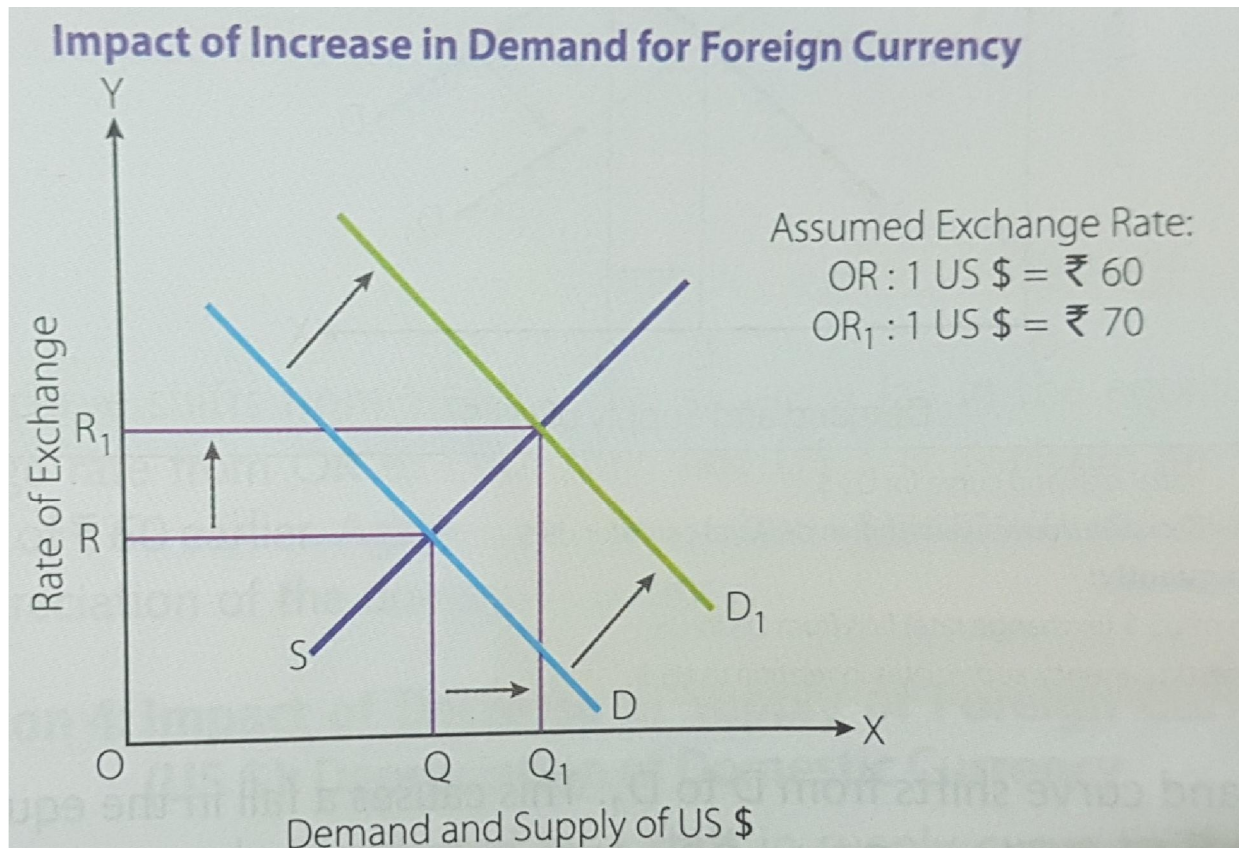 Impact of Increase in Demand for Foreign Currency
Y
Assumed Exchange Rate:
OR : 1 US $ = ₹ 60
OR₁ : 1 US $ = ₹ 70
Rate of Exchange
R₁
R
S
D₁
D
X
O
Q
Q₁
Demand and Supply of US $